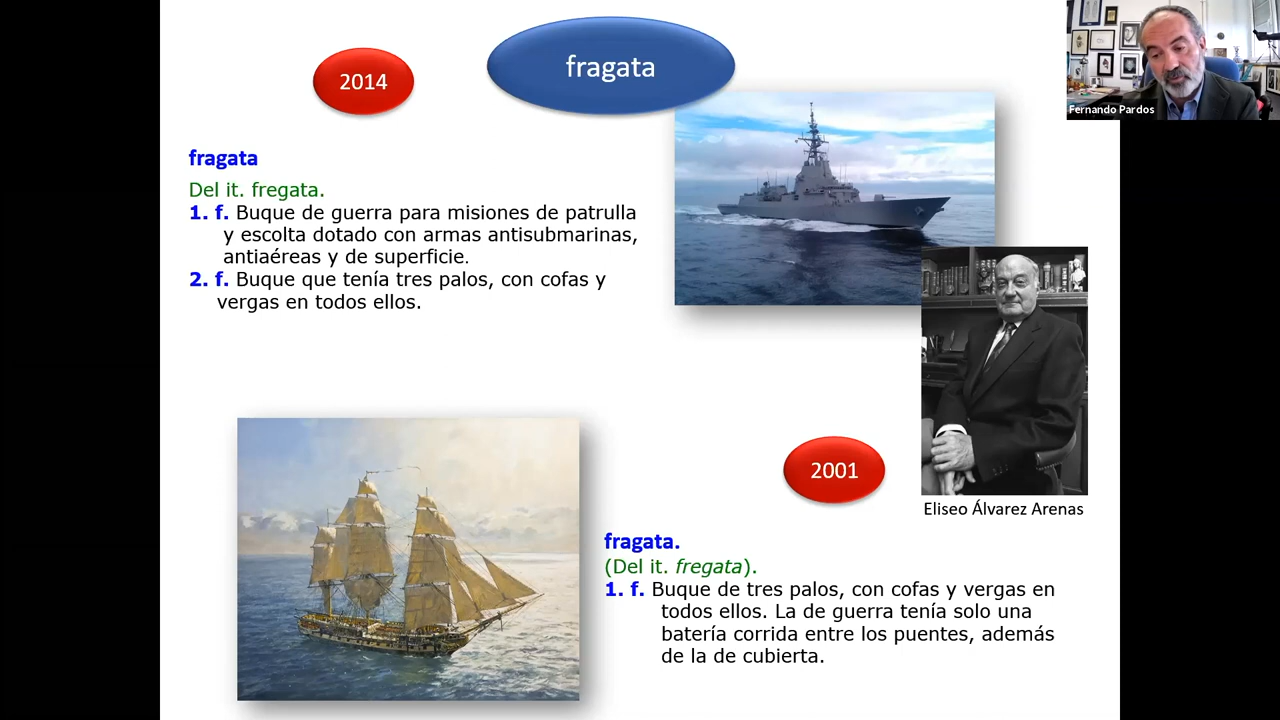 fragata
2014
Fernando Pardos
fragata
Del it. fregata.
1. f. Buque de guerra para misiones de patrulla
y escolta dotado con armas antisubmarinas,
antiaéreas y de superficie.
2. f. Buque que tenía tres palos, con cofas y
vergas en todos ellos.
2001
Eliseo Álvarez Arenas
fragata.
(Del it. fregata).
1. f. Buque de tres palos, con cofas y vergas en
todos ellos. La de guerra tenía solo una
batería corrida entre los puentes, además
de la de cubierta.